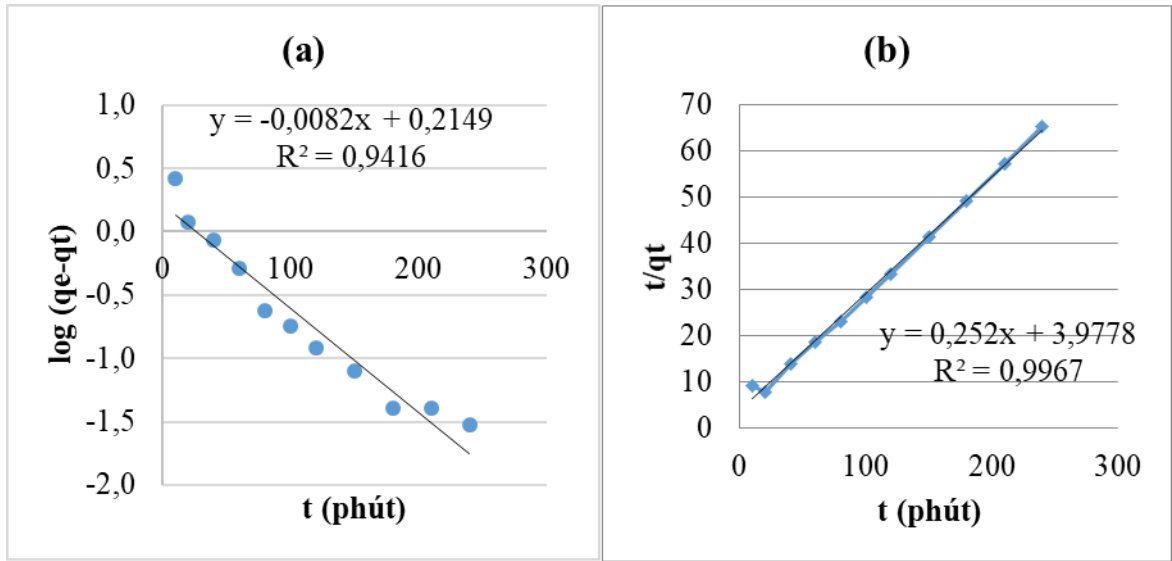 (a)
y = -0,0082x + 0,2149
R² = 0,9416
log (qe-qt)
1,0
0,5
0,0
-0,5
-1,0
-1,5
-2,0
0
100
200
300
t (phút)
(b)
y = 0,252x + 3,9778
R² = 0,9967
t/qt
70
60
50
40
30
20
10
0
0
100
200
300
t (phút)